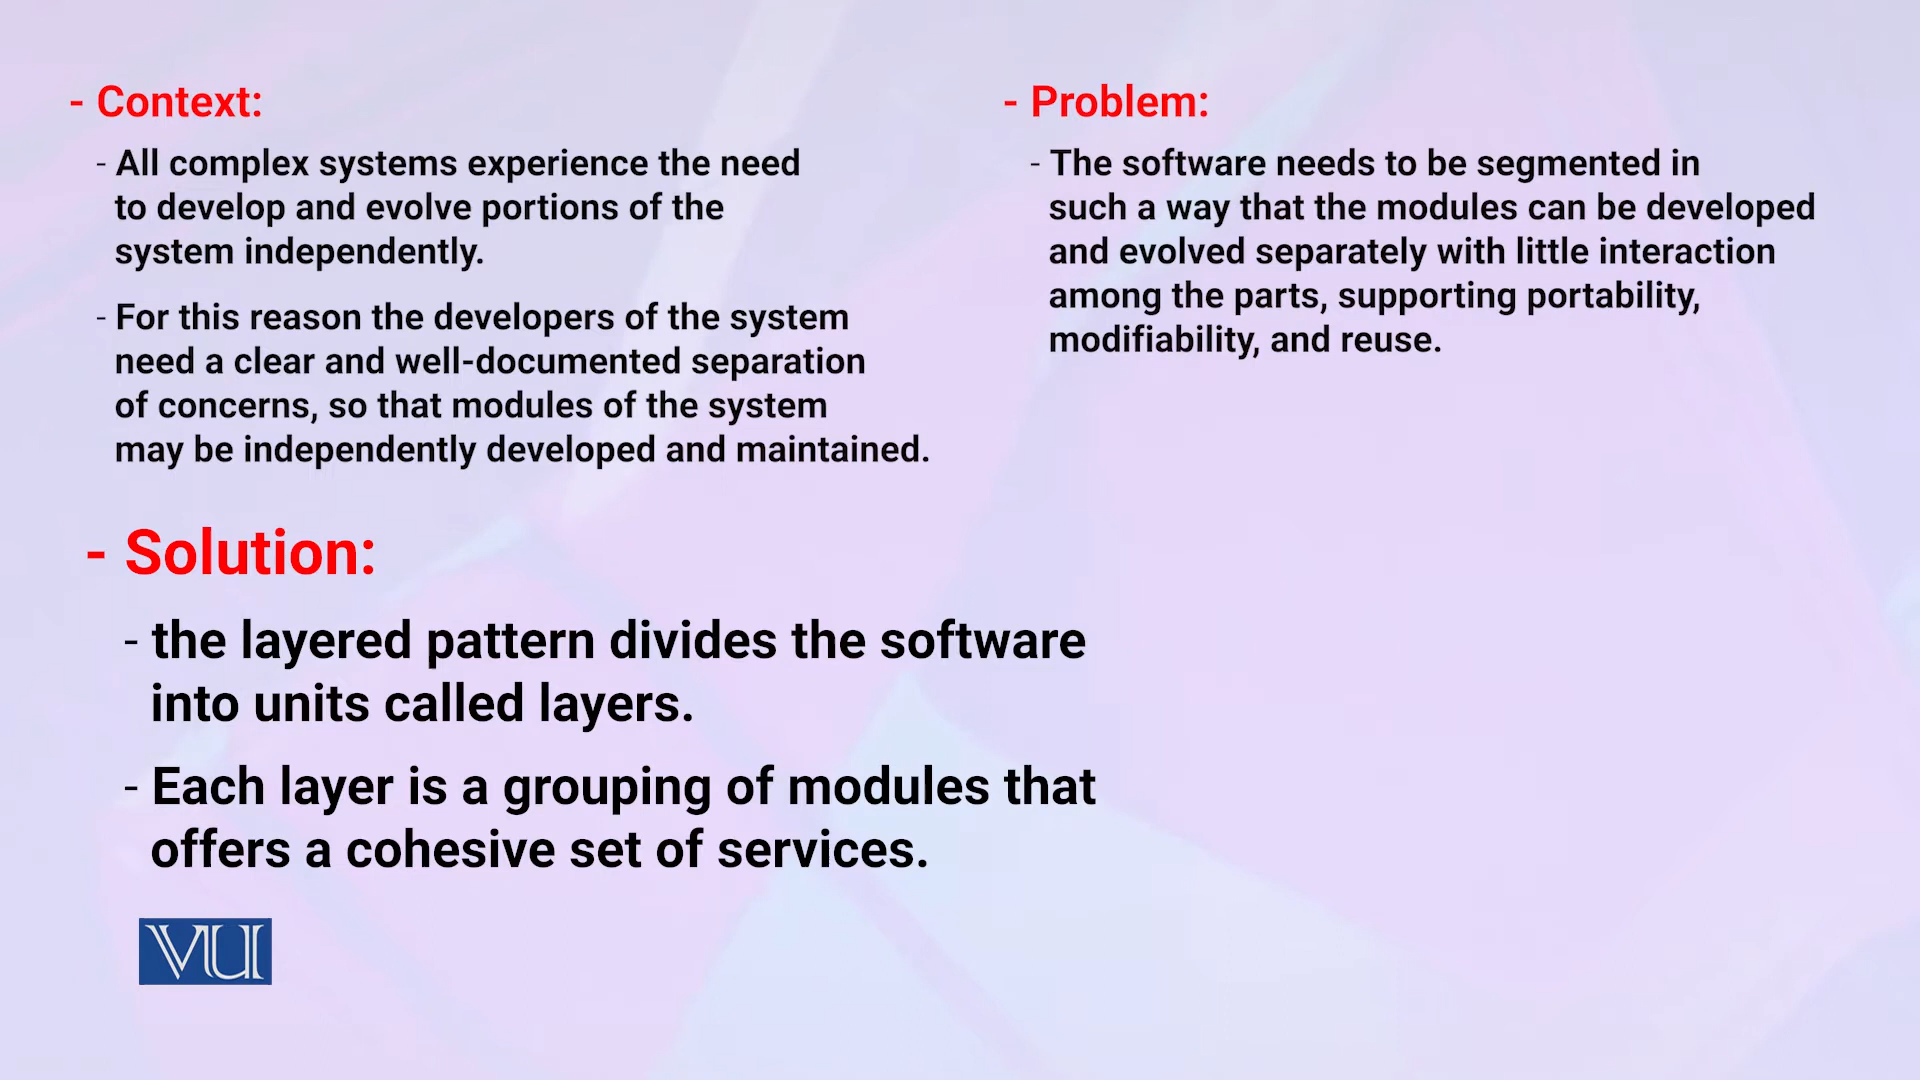 - Context:
- All complex systems experience the need
to develop and evolve portions of the
system independently.
- For this reason the developers of the system
need a clear and well-documented separation
of concerns, so that modules of the system
may be independently developed and maintained.
- Problem:
- The software needs to be segmented in
such a way that the modules can be developed
and evolved separately with little interaction
among the parts, supporting portability,
modifiability, and reuse.
- Solution:
- the layered pattern divides the software
into units called layers.
- Each layer is a grouping of modules that
offers a cohesive set of services.
VU